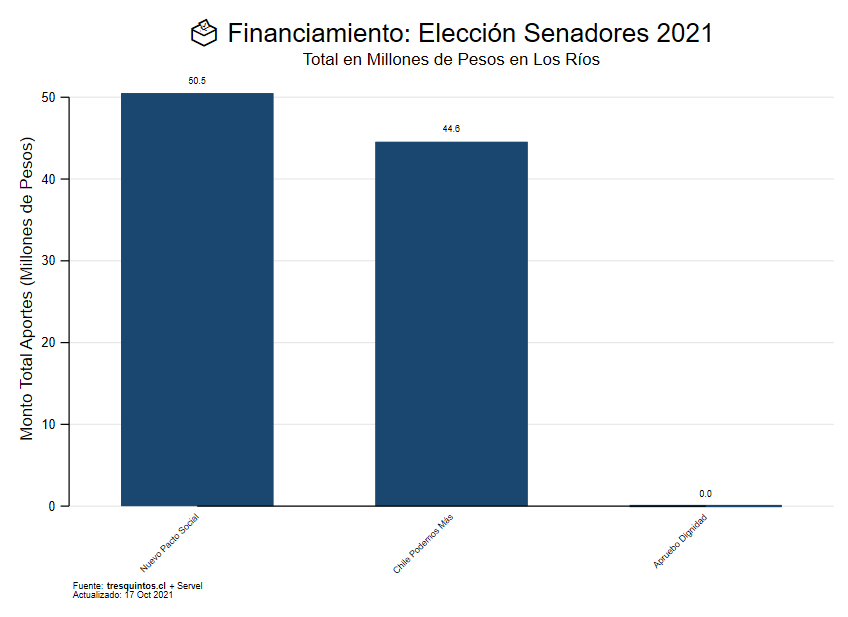 Financiamiento: Elección Senadores 2021
Total en Millones de Pesos en Los Ríos
Monto Total Aportes (Millones de Pesos)
50
40
30
20
10
0
50.5
44.6
0.0
Nuevo Pacto Social
Chile Podemos Más
Apruebo Dignidad
Fuente: tresquintos.cl + Servel
Actualizado: 17 Oct 2021